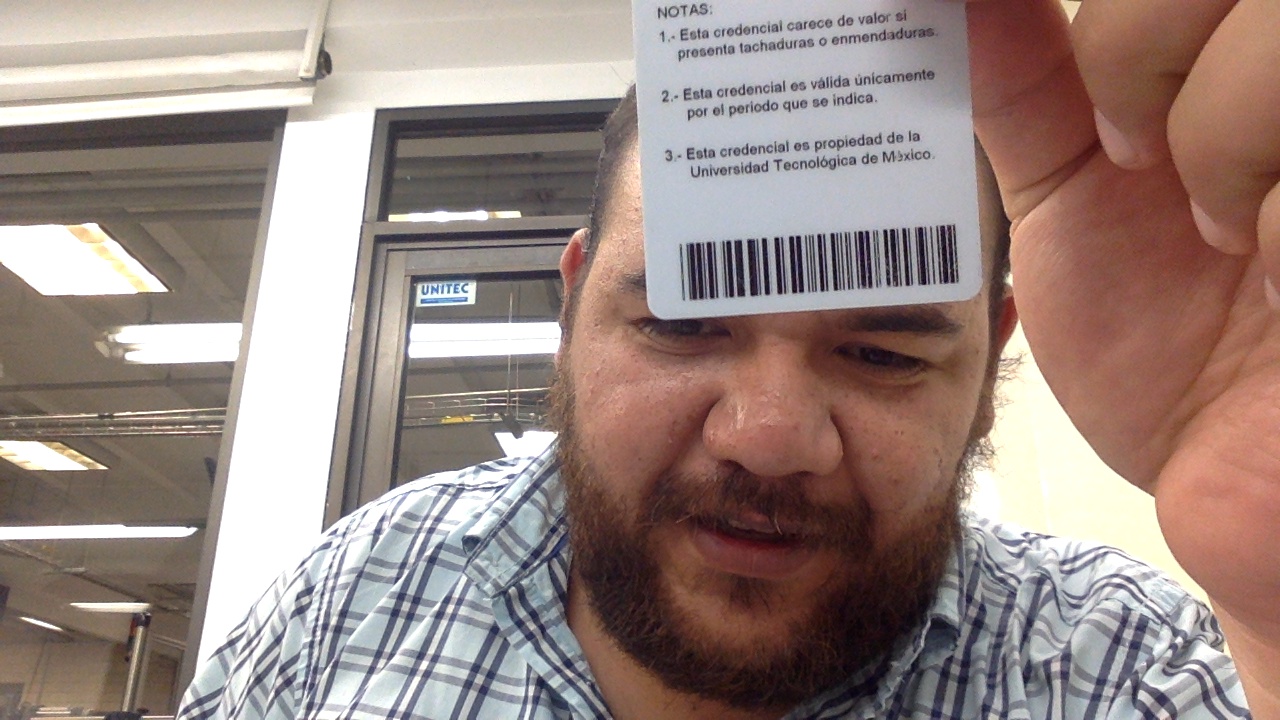 NOTAS:
1.- Esta credencial carece de valor si
presenta tachaduras o enmendaduras.
2.- Esta credencial es válida únicamente
por el periodo que se indica.
3.- Esta credencial es propiedad de la
Universidad Tecnológica de México.
UNITEC